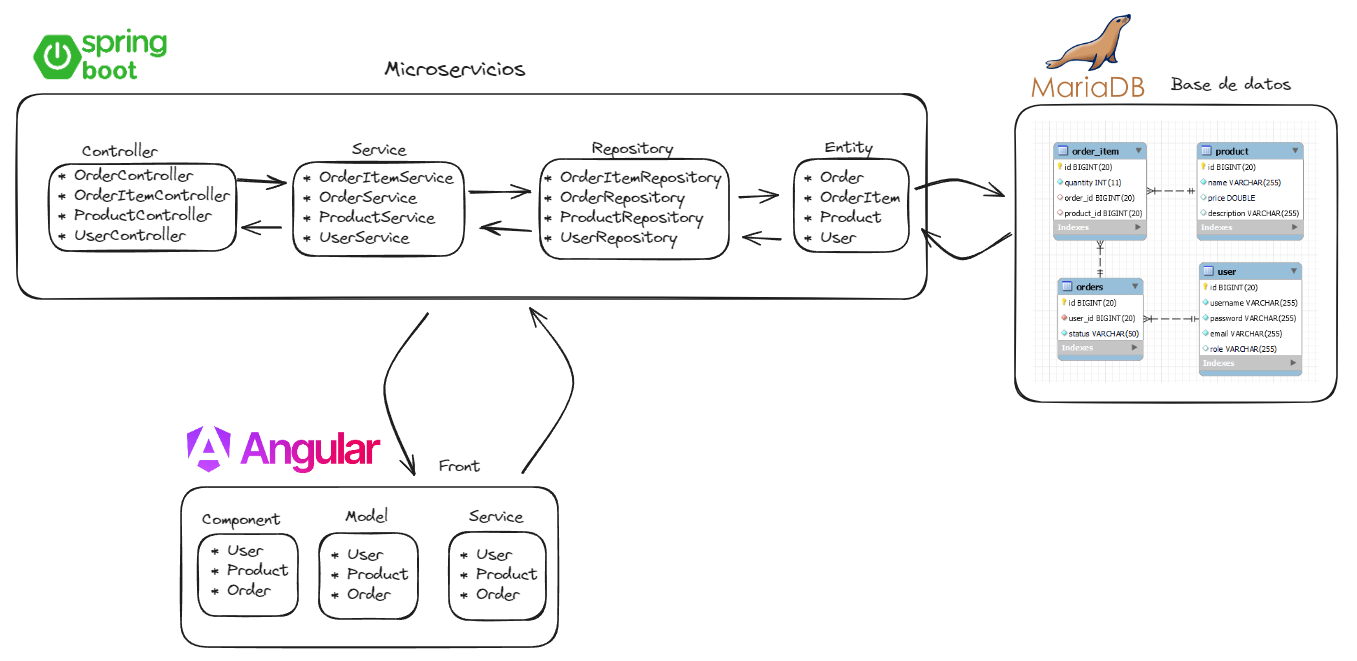 spring
boot
Microservicios
Controller
* OrderController
* OrderItemController
* ProductController
* UserController
Service
* OrderItemService
* OrderService
* ProductService
* UserService
Repository
* OrderItemRepository
* OrderRepository
* ProductRepository
* UserRepository
Entity
* Order
* OrderItem
* Product
* User
MariaDB
Base de datos
order_item
id BIGINT(20)
quantity INT(11)
order_id BIGINT(20)
product_id BIGINT(20)
Indexes
product
id BIGINT(20)
name VARCHAR(255)
price DOUBLE
description VARCHAR(255)
Indexes
orders
id BIGINT(20)
user_id BIGINT(20)
status VARCHAR(50)
Indexes
user
id BIGINT(20)
username VARCHAR(255)
password VARCHAR(255)
email VARCHAR(255)
role VARCHAR(255)
Indexes
Angular
Front
Component
* User
* Product
* Order
Model
* User
* Product
* Order
Service
* User
* Product
* Order